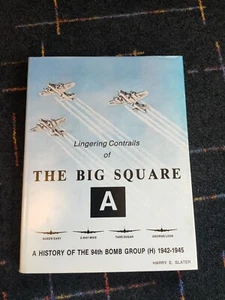 Lingering Contrails
of
THE BIG SQUARE
A
A HISTORY OF THE 94th BOMB GROUP (H) 1942-1945
HARRY E. SLATER